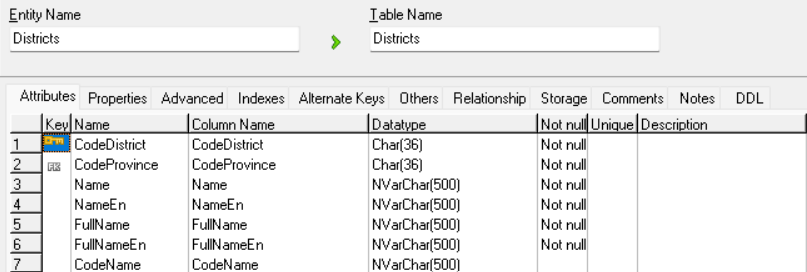 Entity Name
Table Name
Districts
Districts
Attributes Properties Advanced Indexes Alternate Keys Others Relationship Storage Comments Notes DDL
Key Name Column Name Datatype Not null Unique Description
1 CodeDistrict CodeDistrict Char(36) Not null
2 FK CodeProvince CodeProvince Char(36) Not null
3 Name Name NVarChar(500) Not null
4 NameEn NameEn NVarChar(500) Not null
5 FullName FullName NVarChar(500) Not null
6 FullNameEn FullNameEn NVarChar(500) Not null
7 CodeName CodeName NVarChar(500)